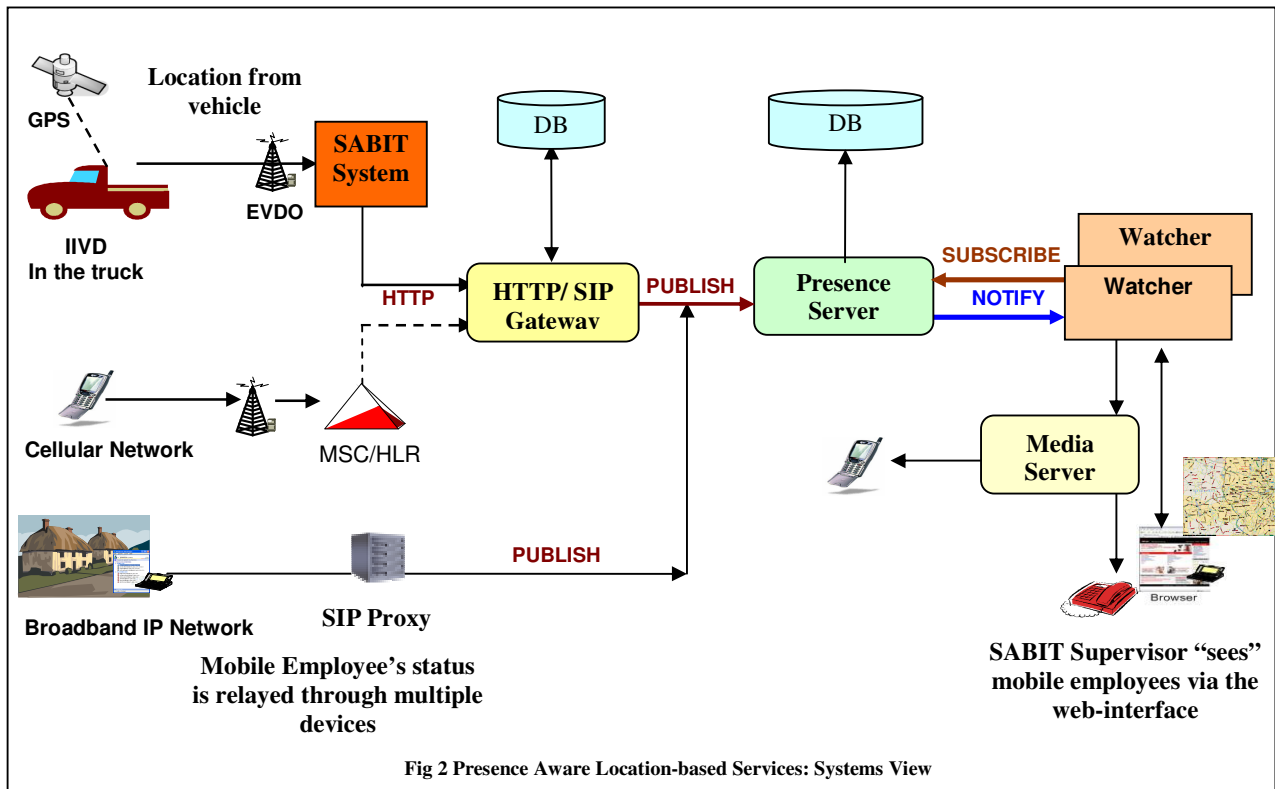 Location from
vehicle
GPS
SABIT
System
DB
DB
EVDO
IIVD
In the truck
HTTP
HTTP/ SIP
Gatewav
PUBLISH
Presence
Server
SUBSCRIBE
NOTIFY
Watcher
Watcher
Cellular Network
MSC/HLR
Media
Server
PUBLISH
Browser
SIP Proxy
Broadband IP Network
Mobile Employee's status
is relayed through multiple
devices
SABIT Supervisor “sees”
mobile employees via the
web-interface
Fig 2 Presence Aware Location-based Services: Systems View